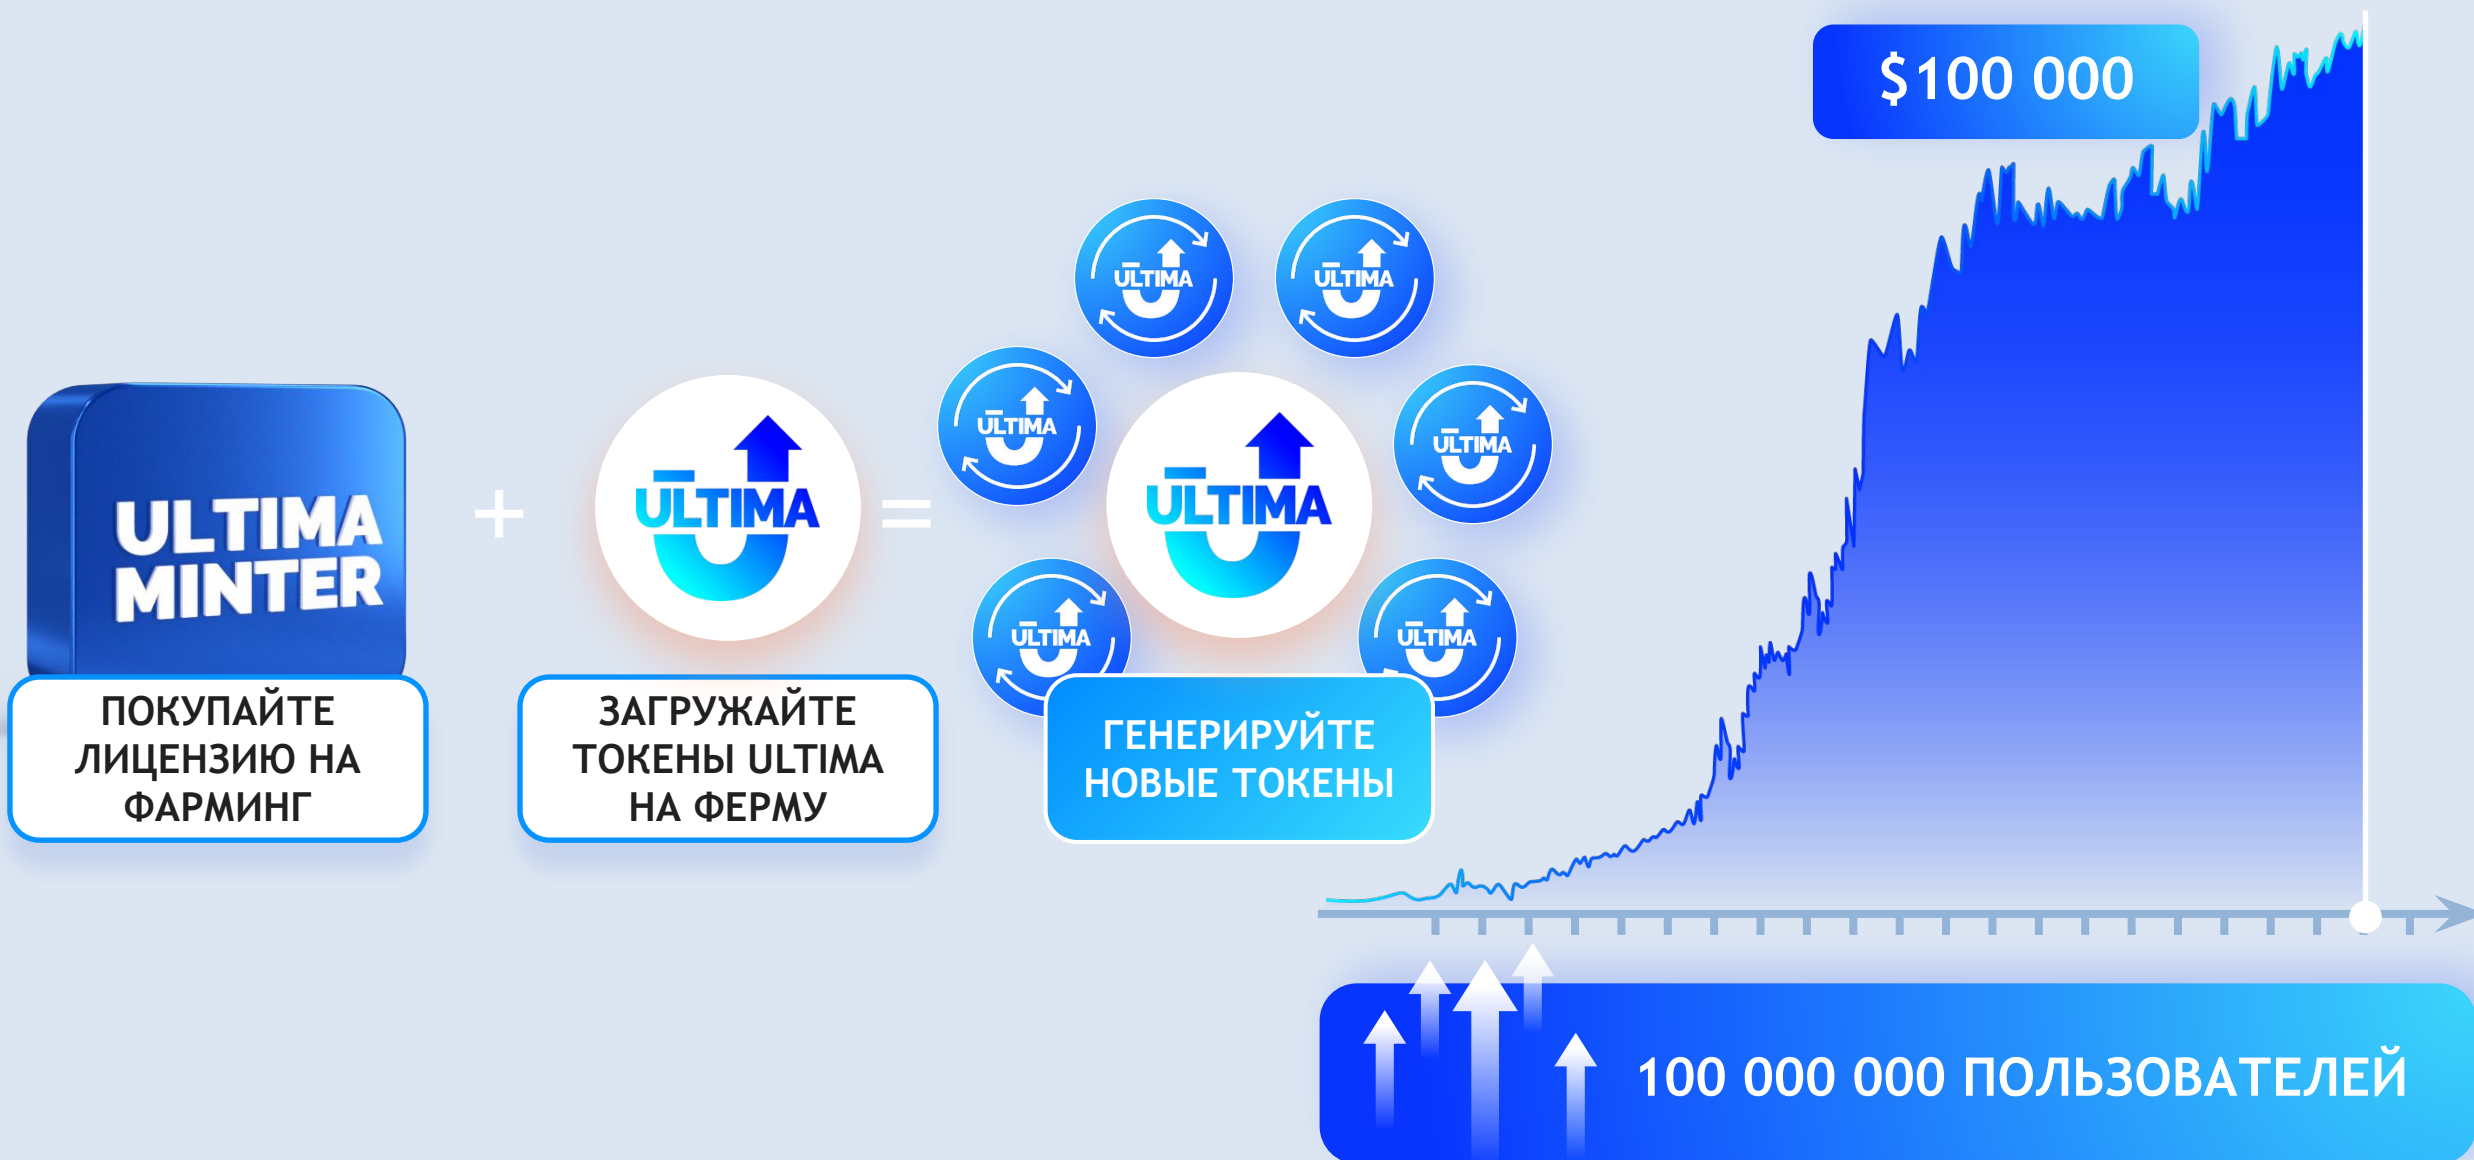 $100 000
ULTIMA
ULTIMA
ULTIMA
ULTIMA
ULTIMA
MINTER
+
ULTIMA
=
ULTIMA
ULTIMA
ULTIMA
ULTIMA
ПОКУПАЙТЕ
ЛИЦЕНЗИЮ НА
ФАРМИНГ
ЗАГРУЖАЙТЕ
ТОКЕНЫ ULTIMA
НА ФЕРМУ
ГЕНЕРИРУЙТЕ
НОВЫЕ ТОКЕНЫ
100 000 000 ПОЛЬЗОВАТЕЛЕЙ